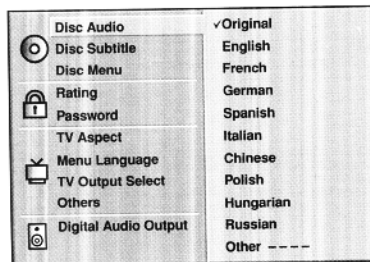 Disc Audio
Disc Subtitle
Disc Menu
Rating
Password
TV Aspect
Menu Language
TV Output Select
Others
Digital Audio Output
✓Original
English
French
German
Spanish
Italian
Chinese
Polish
Hungarian
Russian
Other ----